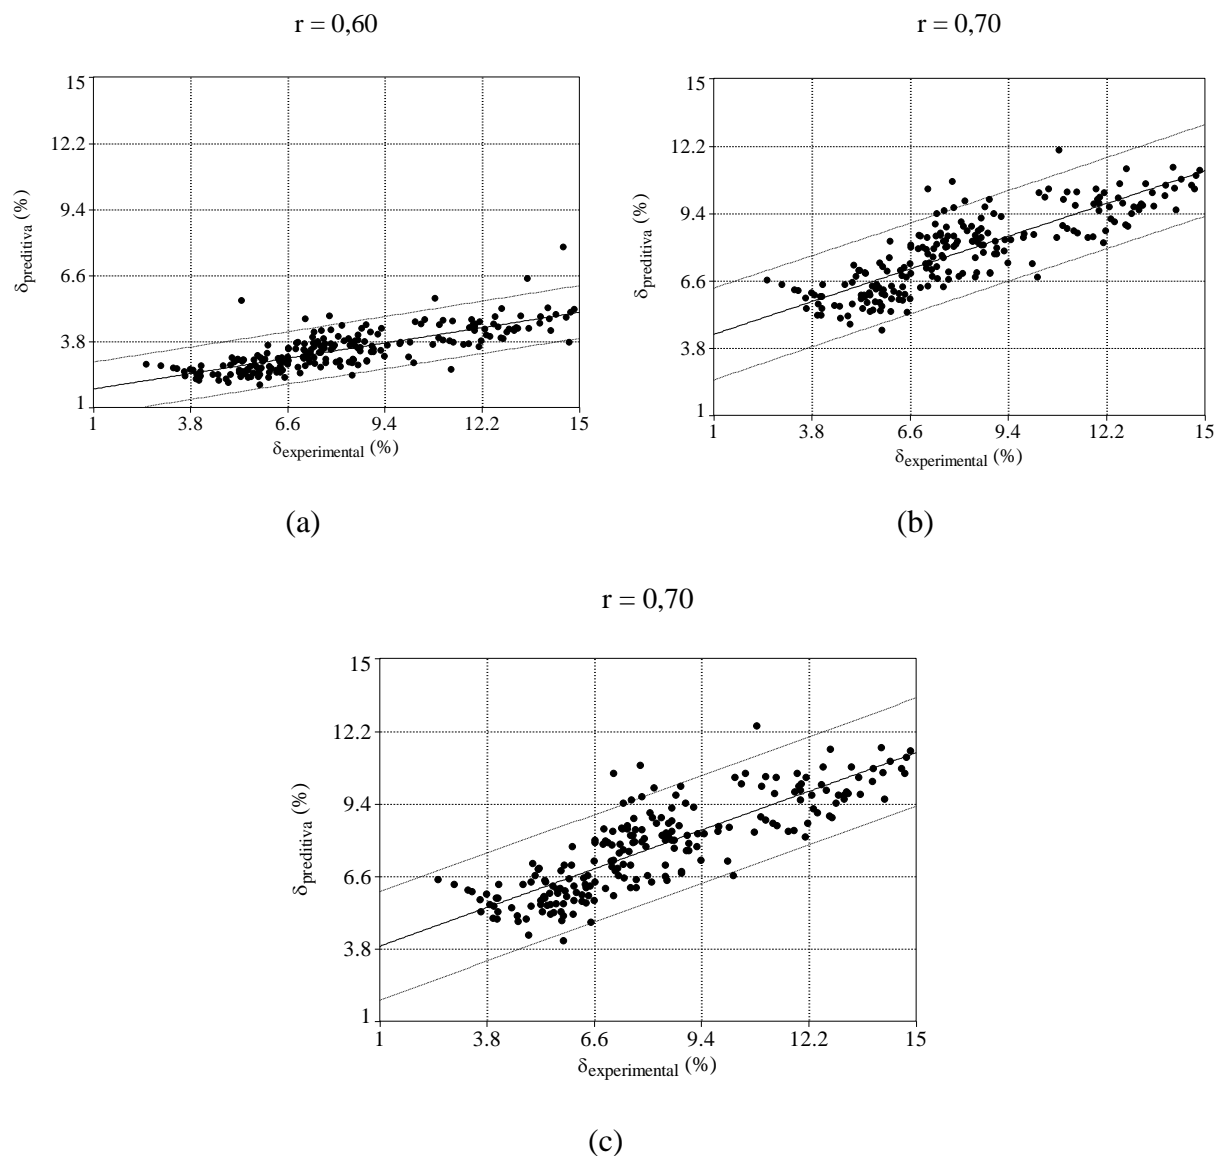 r = 0,60
r = 0,70
15
12.2
9.4
6.6
3.8
1
δpreditiva (%)
1 3.8 6.6 9.4 12.2 15
δexperimental (%)
15
12.2
9.4
6.6
3.8
1
δpreditiva (%)
1 3.8 6.6 9.4 12.2 15
δexperimental (%)
(a)
(b)
r = 0,70
15
12.2
9.4
6.6
3.8
1
δpreditiva (%)
1 3.8 6.6 9.4 12.2 15
δexperimental (%)
(c)